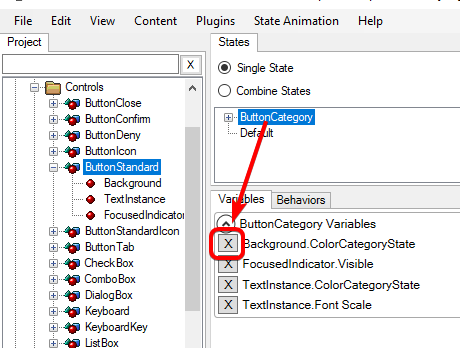 File Edit View Content Plugins State Animation Help
Project
X
Controls
ButtonClose
ButtonConfirm
ButtonDeny
ButtonIcon
ButtonStandard
Background
TextInstance
FocusedIndicator
ButtonStandardIcon
ButtonTab
CheckBox
ComboBox
DialogBox
Keyboard
KeyboardKey
ListBox
States
Single State
Combine States
ButtonCategory
Default
Variables Behaviors
ButtonCategory Variables
X Background.ColorCategoryState
X FocusedIndicator.Visible
X TextInstance.ColorCategoryState
X TextInstance.Font Scale